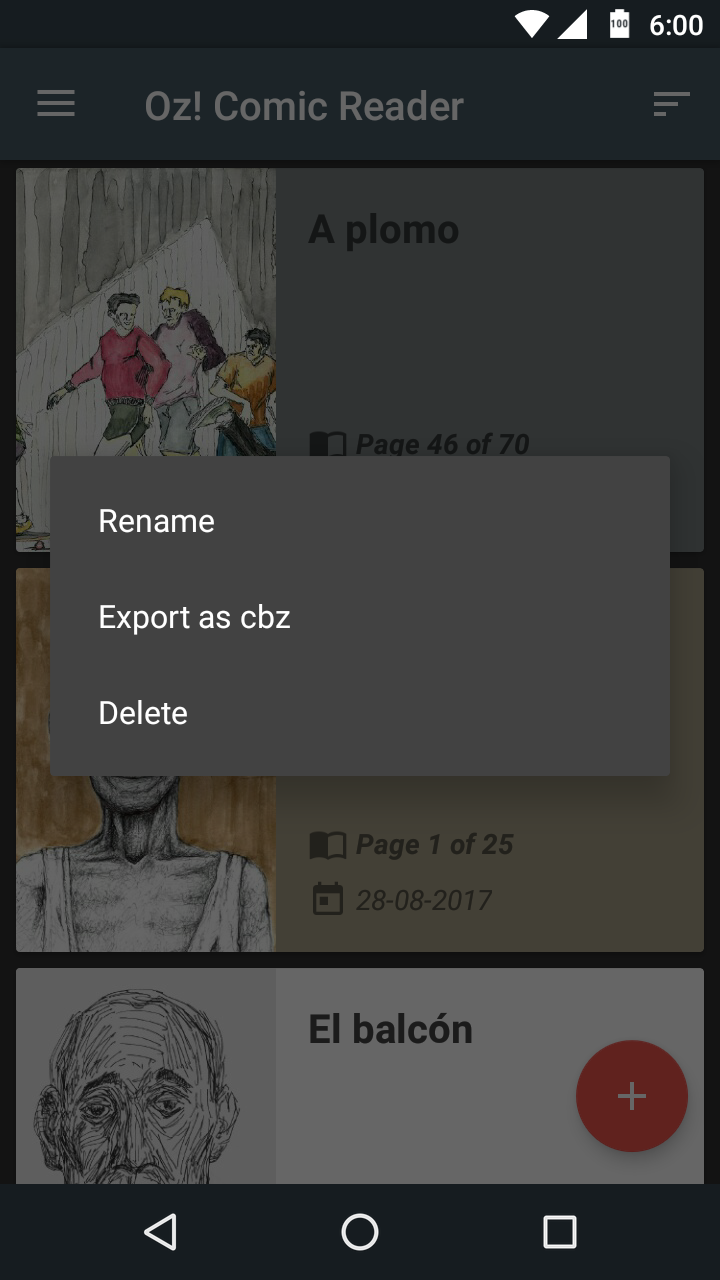 100 6:00
Oz! Comic Reader
A plomo
Page 46 of 70
Rename
Export as cbz
Delete
Page 1 of 25
28-08-2017
El balcón